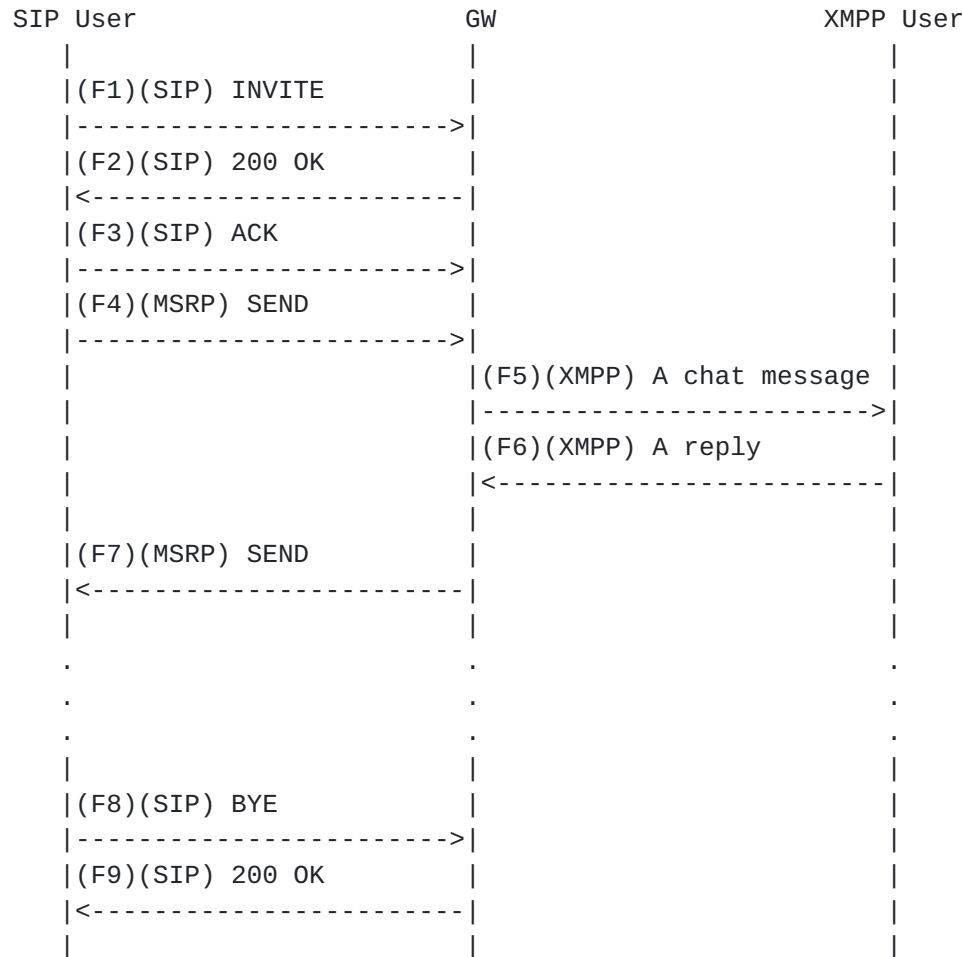 SIP User GW XMPP User
(F1)(SIP) INVITE
(F2)(SIP) 200 OK
(F3)(SIP) ACK
(F4)(MSRP) SEND
(F5)(XMPP) A chat message
(F6)(XMPP) A reply
(F7)(MSRP) SEND
(F8)(SIP) BYE
(F9)(SIP) 200 OK